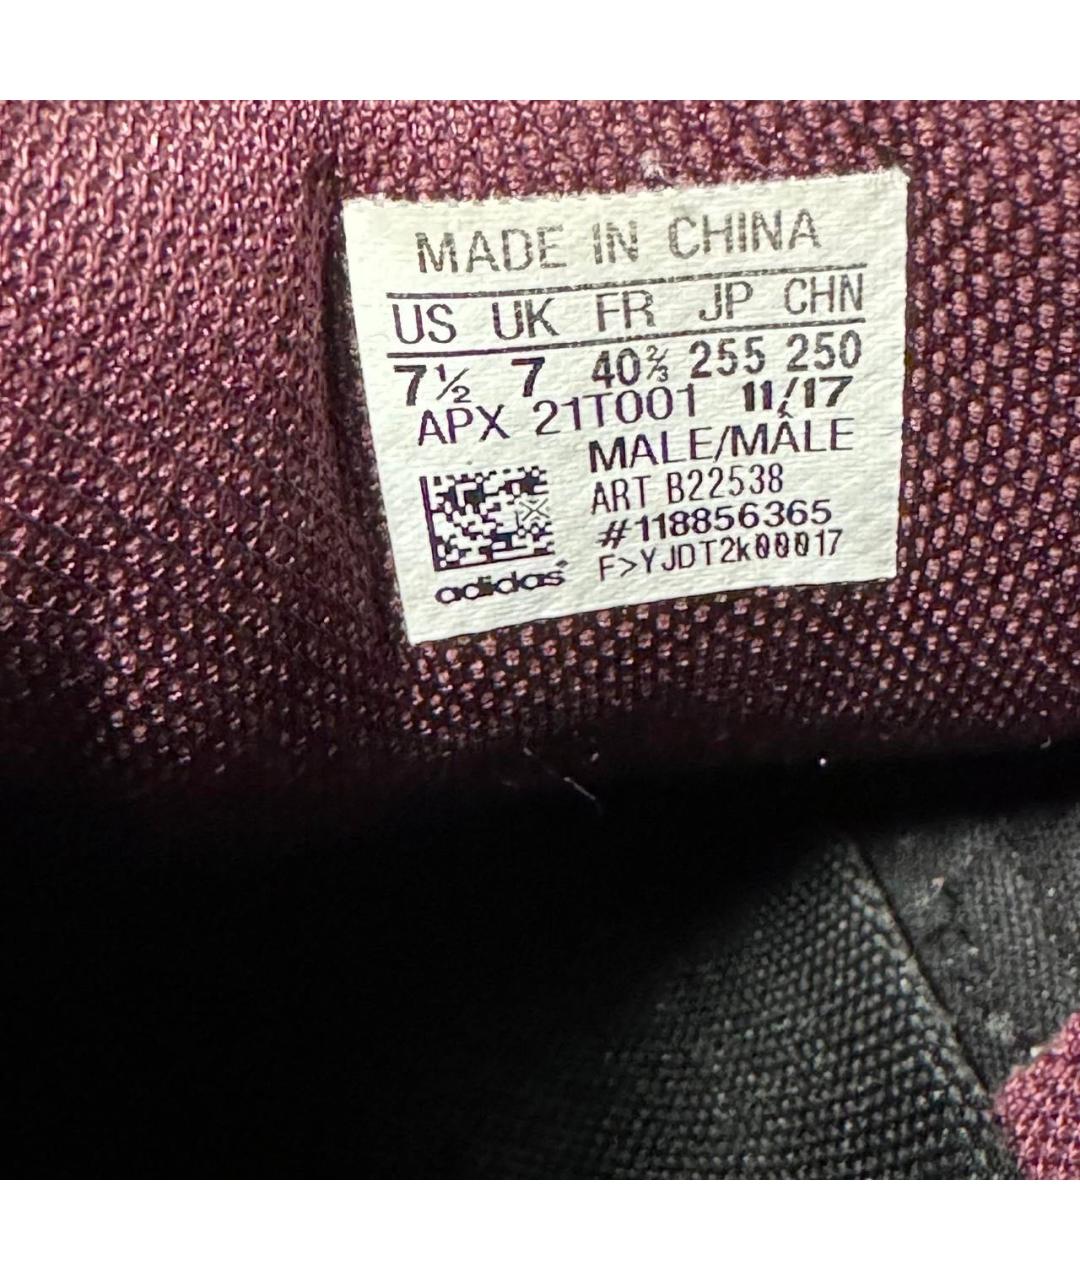 MADE IN CHINA
US UK FR JP CHN
7½ 7 40⅔ 255 250
APX 21T001 11/17
MALE/MÂLE
ART B22538
#118856365
F>YJDT2k00017
adidas